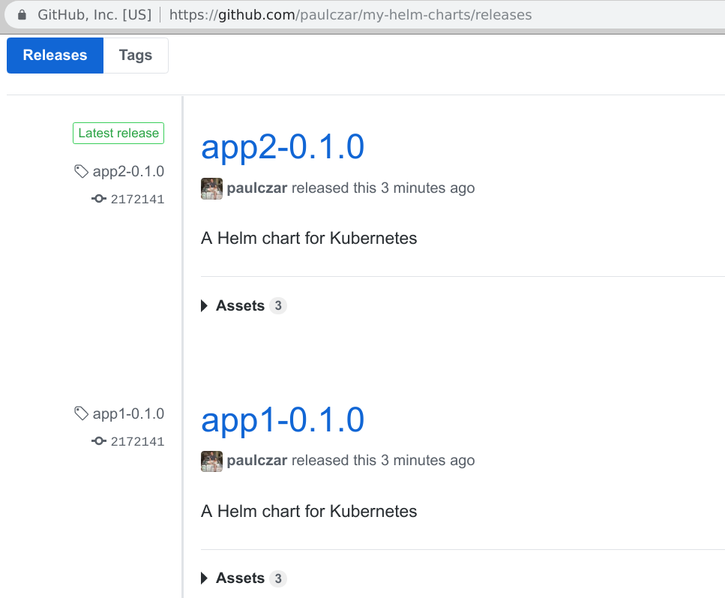 GitHub, Inc. [US] | https://github.com/paulczar/my-helm-charts/releases
Releases Tags
Latest release
app2-0.1.0
2172141
app2-0.1.0
paulczar released this 3 minutes ago
A Helm chart for Kubernetes
Assets 3
app1-0.1.0
2172141
app1-0.1.0
paulczar released this 3 minutes ago
A Helm chart for Kubernetes
Assets 3